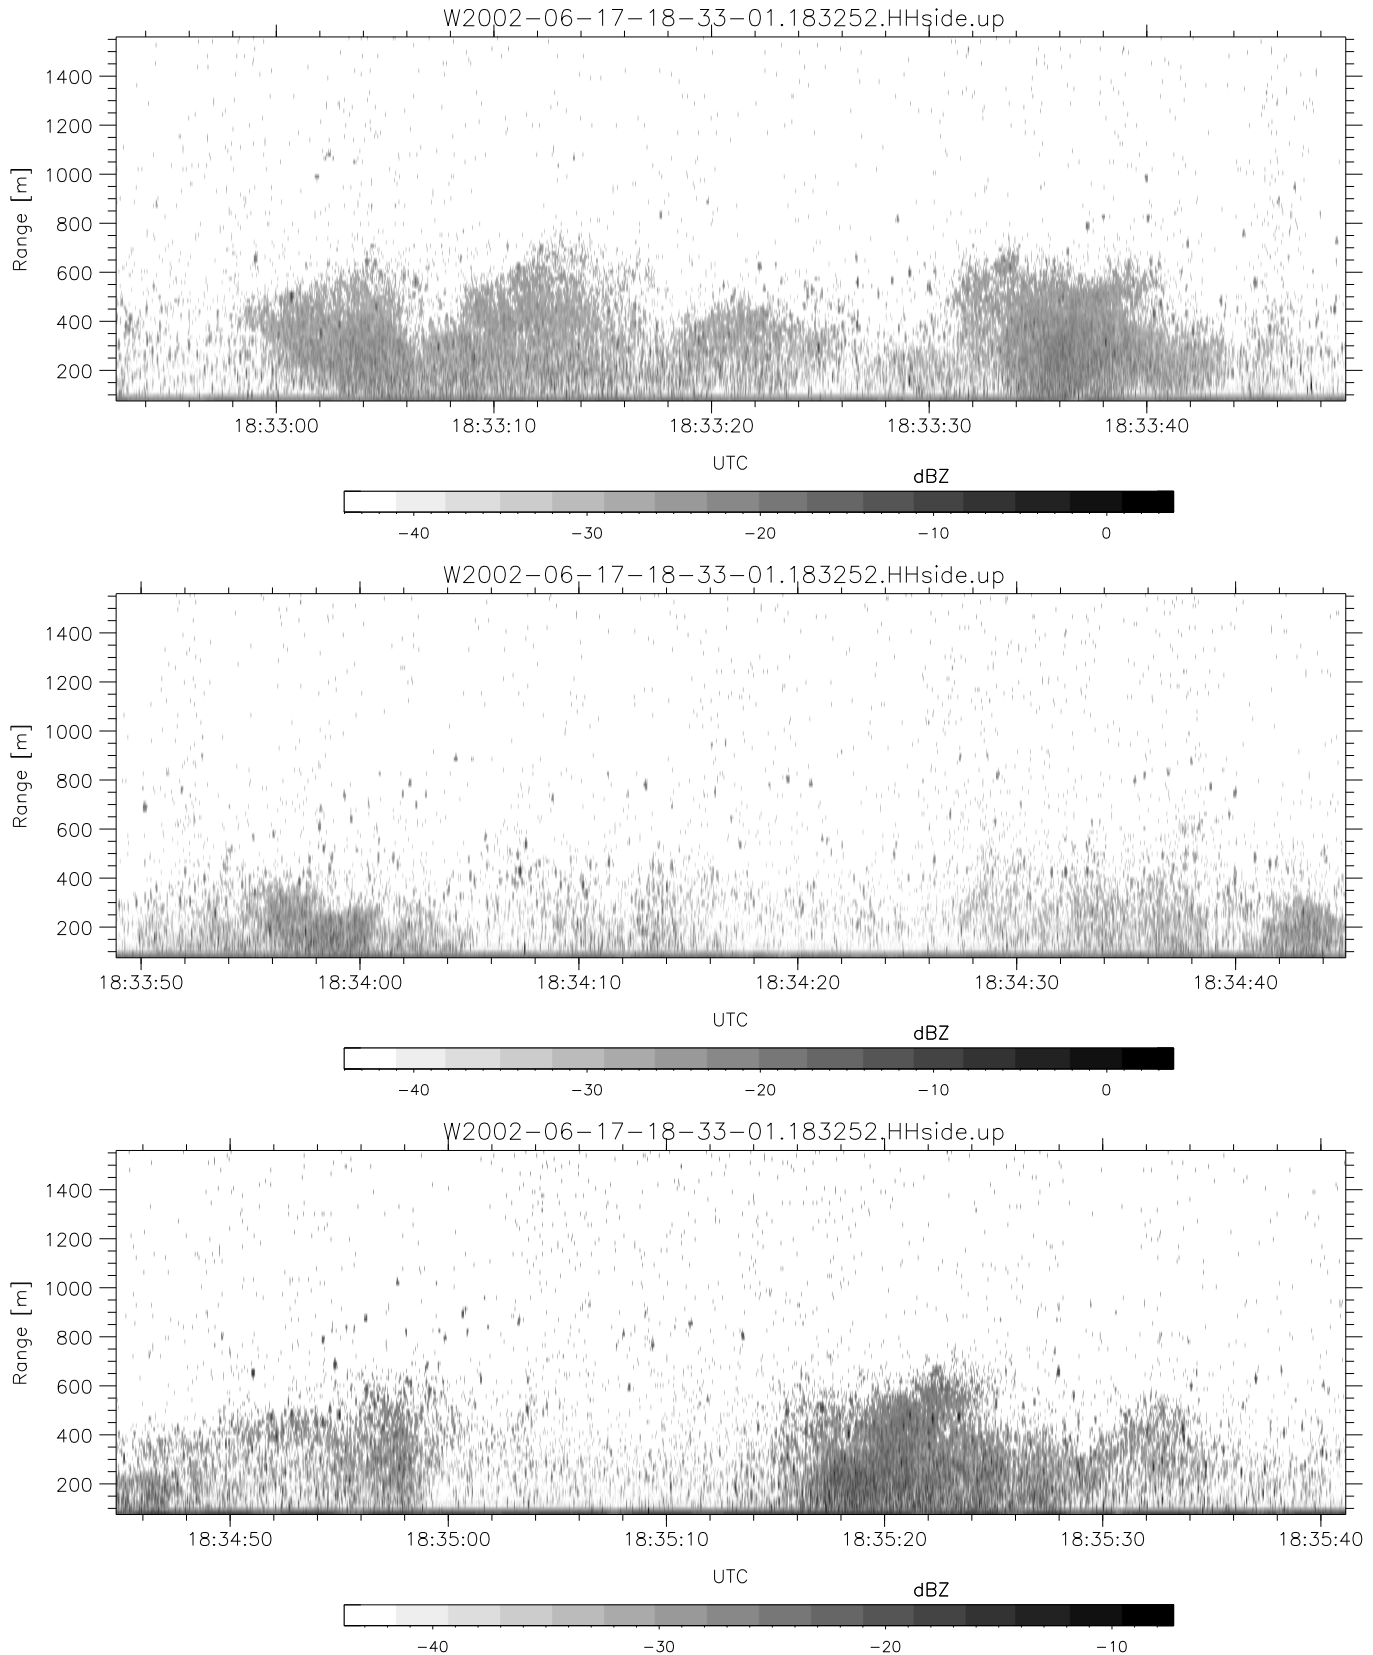 W2002-06-17-18-33-01.183252.HHside.up
Range [m]
1400
1200
1000
800
600
400
200
18:33:00 18:33:10 18:33:20 18:33:30 18:33:40
UTC
dBZ
-40 -30 -20 -10 0
W2002-06-17-18-33-01.183252.HHside.up
Range [m]
1400
1200
1000
800
600
400
200
18:33:50 18:34:00 18:34:10 18:34:20 18:34:30 18:34:40
UTC
dBZ
-40 -30 -20 -10 0
W2002-06-17-18-33-01.183252.HHside.up
Range [m]
1400
1200
1000
800
600
400
200
18:34:50 18:35:00 18:35:10 18:35:20 18:35:30 18:35:40
UTC
dBZ
-40 -30 -20 -10